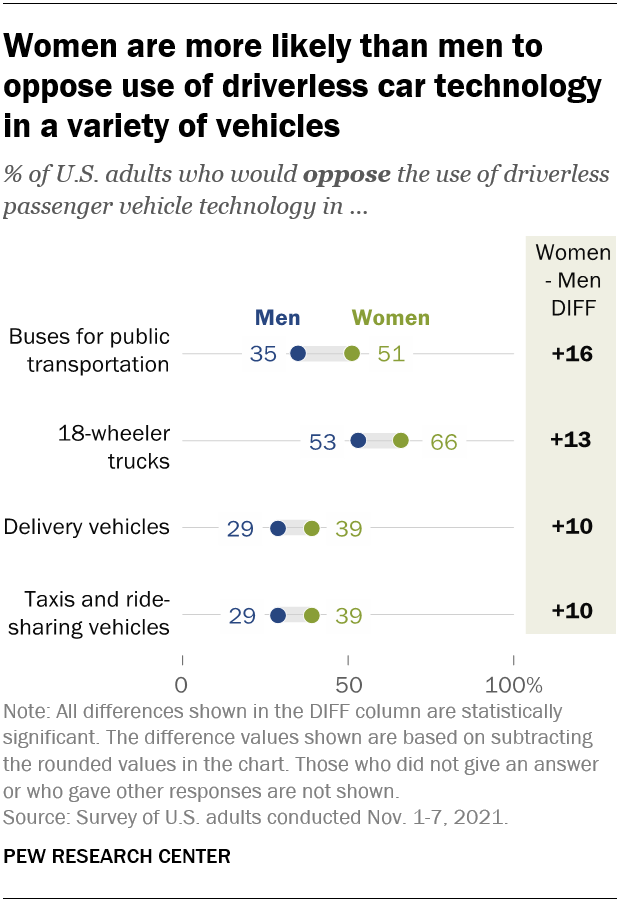 Women are more likely than men to
oppose use of driverless car technology
in a variety of vehicles
% of U.S. adults who would oppose the use of driverless
passenger vehicle technology in ...
Women
- Men
DIFF
Men Women
Buses for public
transportation
35 51 +16
18-wheeler
trucks
53 66 +13
Delivery vehicles 29 39 +10
Taxis and ride-
sharing vehicles
29 39 +10
0 50 100%
Note: All differences shown in the DIFF column are statistically
significant. The difference values shown are based on subtracting
the rounded values in the chart. Those who did not give an answer
or who gave other responses are not shown.
Source: Survey of U.S. adults conducted Nov. 1-7, 2021.
PEW RESEARCH CENTER